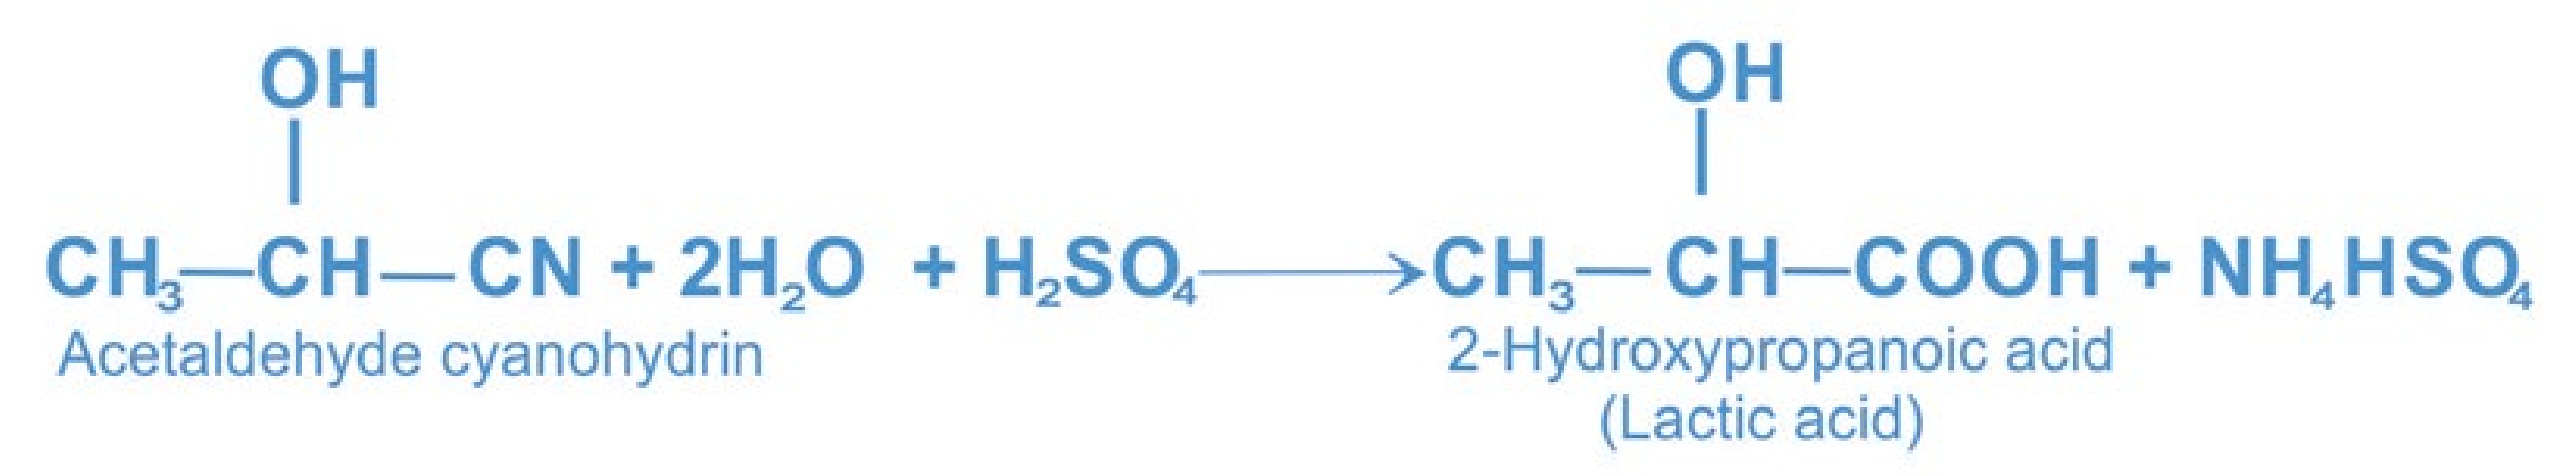 OH OH
CH₃—CH—CN + 2H₂O + H₂SO₄⟶CH₃—CH—COOH + NH₄HSO₄
Acetaldehyde cyanohydrin 2-Hydroxypropanoic acid
(Lactic acid)